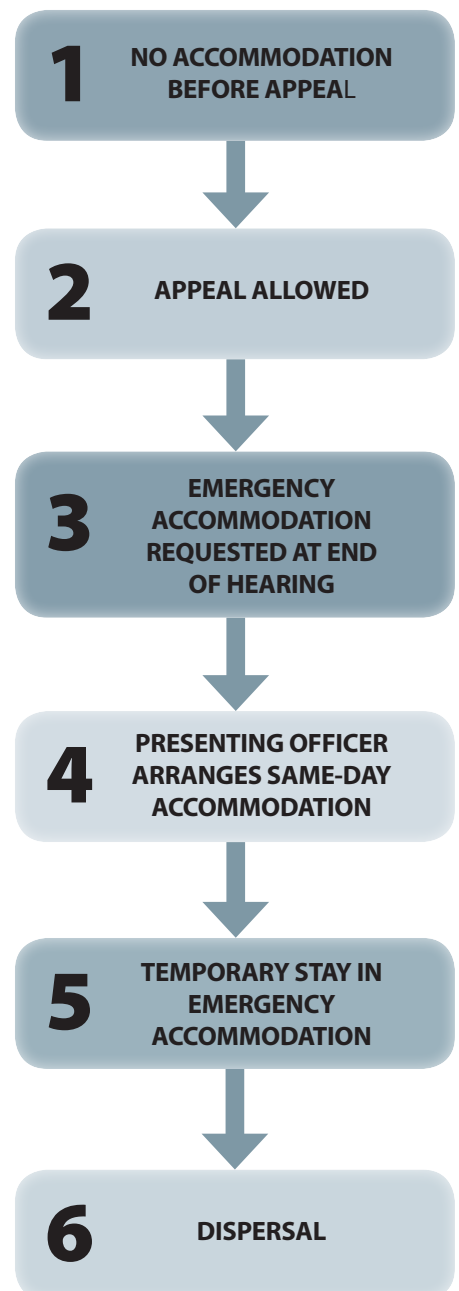 1
NO ACCOMMODATION
BEFORE APPEAL
2
APPEAL ALLOWED
3
EMERGENCY
ACCOMMODATION
REQUESTED AT END
OF HEARING
4
PRESENTING OFFICER
ARRANGES SAME-DAY
ACCOMMODATION
5
TEMPORARY STAY IN
EMERGENCY
ACCOMMODATION
6
DISPERSAL